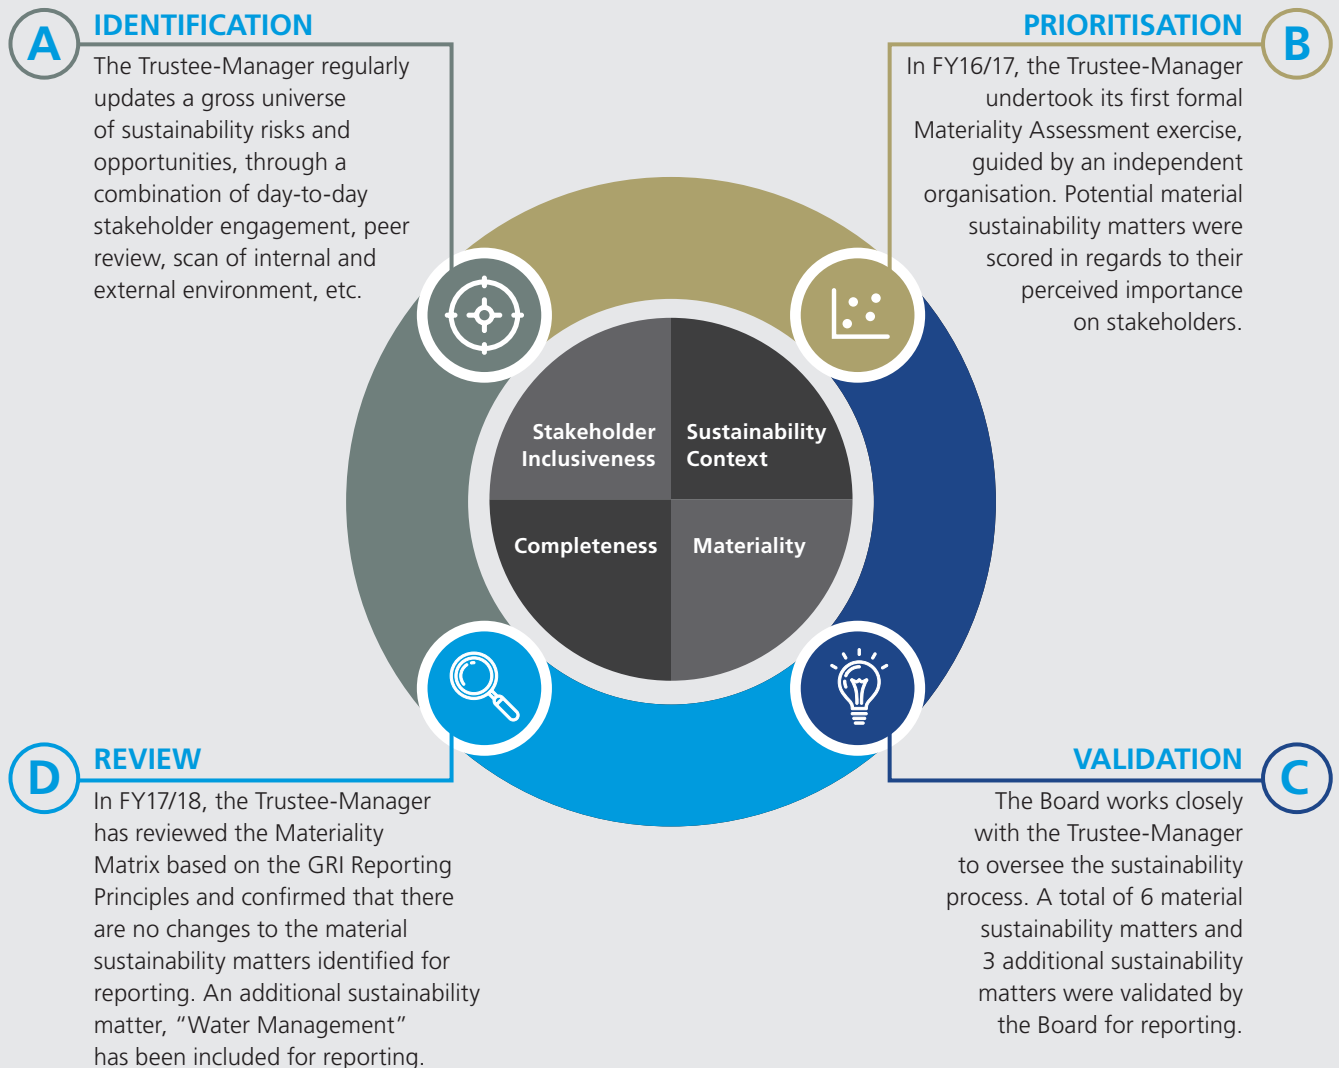 A
IDENTIFICATION
The Trustee-Manager regularly
updates a gross universe
of sustainability risks and
opportunities, through a
combination of day-to-day
stakeholder engagement, peer
review, scan of internal and
external environment, etc.
PRIORITISATION
B
In FY16/17, the Trustee-Manager
undertook its first formal
Materiality Assessment exercise,
guided by an independent
organisation. Potential material
sustainability matters were
scored in regards to their
perceived importance
on stakeholders.
Stakeholder
Inclusiveness
Sustainability
Context
Completeness
Materiality
D
REVIEW
In FY17/18, the Trustee-Manager
has reviewed the Materiality
Matrix based on the GRI Reporting
Principles and confirmed that there
are no changes to the material
sustainability matters identified for
reporting. An additional sustainability
matter, “Water Management”
has been included for reporting.
VALIDATION
C
The Board works closely
with the Trustee-Manager
to oversee the sustainability
process. A total of 6 material
sustainability matters and
3 additional sustainability
matters were validated by
the Board for reporting.